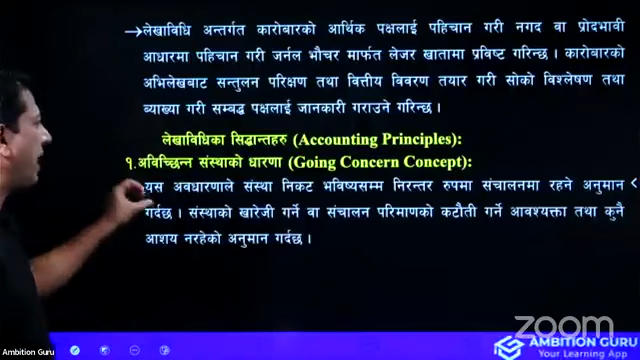 →लेखाविधि अन्तर्गत कारोबारको आर्थिक पक्षलाई पहिचान गरी नगद वा प्रोदभावी
आधारमा पहिचान गरी जर्नल भौचर मार्फत लेजर खातामा प्रविष्ट गरिन्छ । कारोबारको
अभिलेखबाट सन्तुलन परिक्षण तथा वित्तीय विवरण तयार गरी सोको विश्लेषण तथा
ब्याख्या गरी सम्बद्ध पक्षलाई जानकारी गराउने गरिन्छ ।
लेखाविधिका सिद्धान्तहरु (Accounting Principles):
१.अविच्छिन्न संस्थाको धारणा (Going Concern Concept):
यस अवधारणाले संस्था निकट भविष्यसम्म निरन्तर रुपमा संचालनमा रहने अनुमान
गर्दछ । संस्थाको खारेजी गर्ने वा संचालन परिमाणको कटौती गर्ने आवश्यक्ता तथा कुनै
आशय नरहेको अनुमान गर्दछ ।
zoom
AMBITION GURU
Your Learning App
Ambition Guru